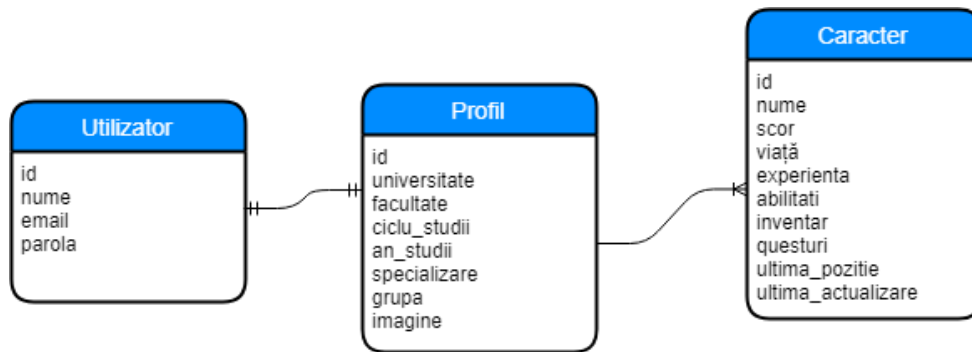 Utilizator
id
nume
email
parola
Profil
id
universitate
facultate
ciclu_studii
an_studii
specializare
grupa
imagine
Caracter
id
nume
scor
viață
experienta
abilitati
inventar
questuri
ultima_pozitie
ultima_actualizare